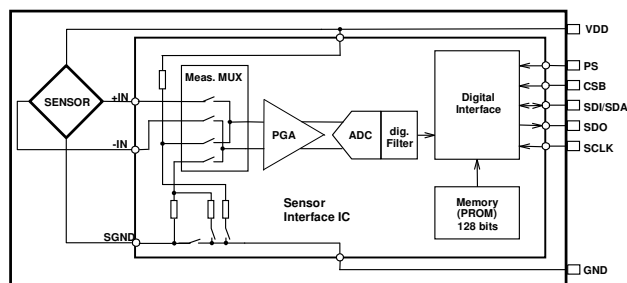 VDD
Meas. MUX
PS
+IN
CSB
SENSOR
Digital
Interface
SDI/SDA
PGA
ADC
dig.
Filter
SDO
-IN
SCLK
Sensor
Interface IC
Memory
(PROM)
128 bits
SGND
GND